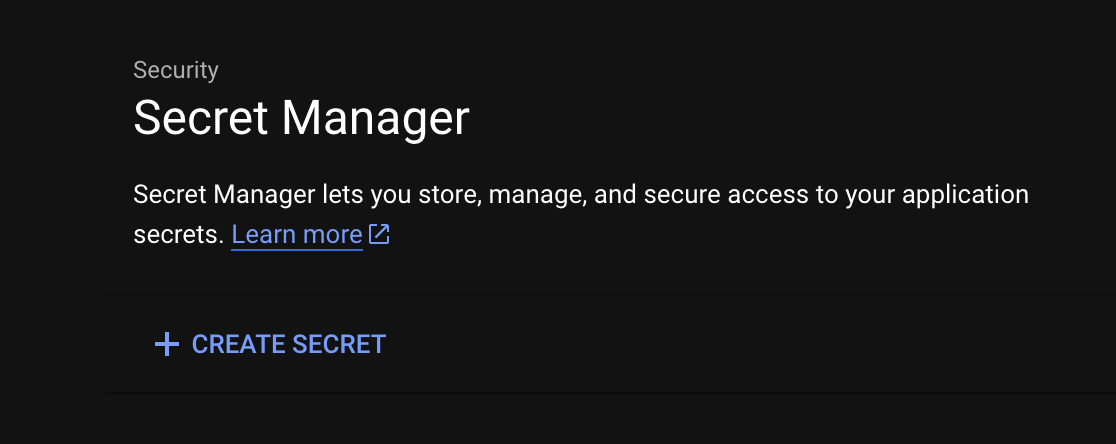 Security
Secret Manager
Secret Manager lets you store, manage, and secure access to your application
secrets. Learn more
CREATE SECRET